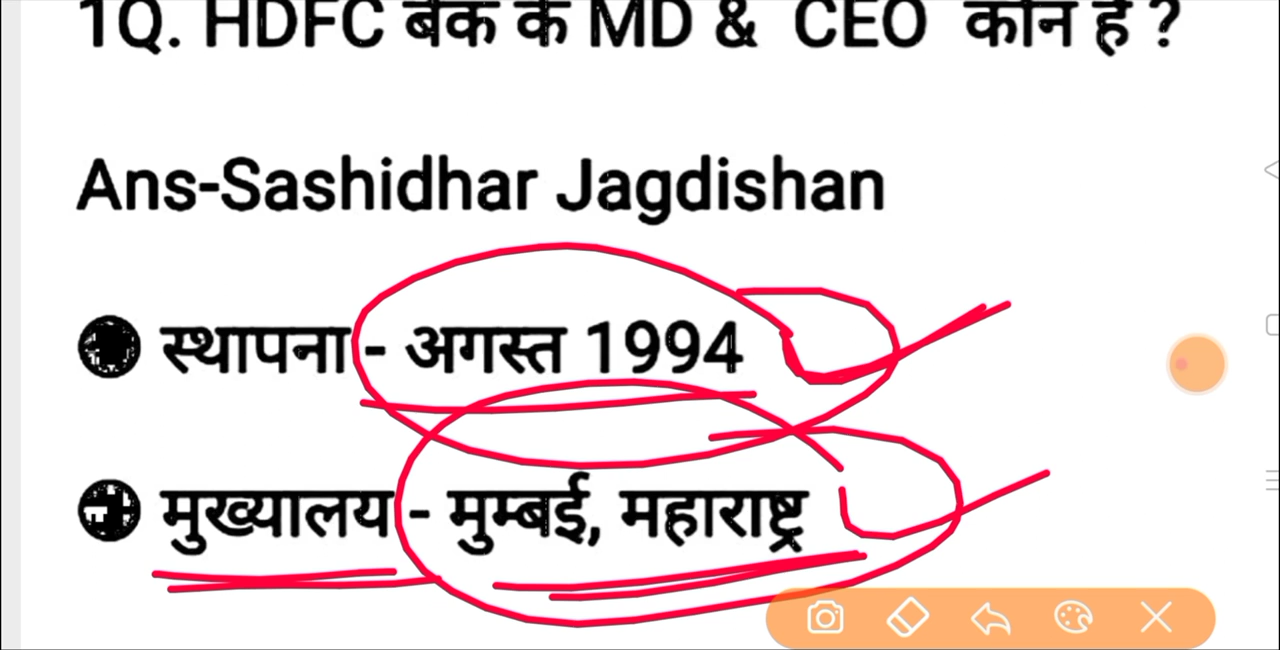 1Q. HDFC बैंक के MD & CEO कौन है ?
Ans-Sashidhar Jagdishan
स्थापना - अगस्त 1994
मुख्यालय - मुम्बई, महाराष्ट्र